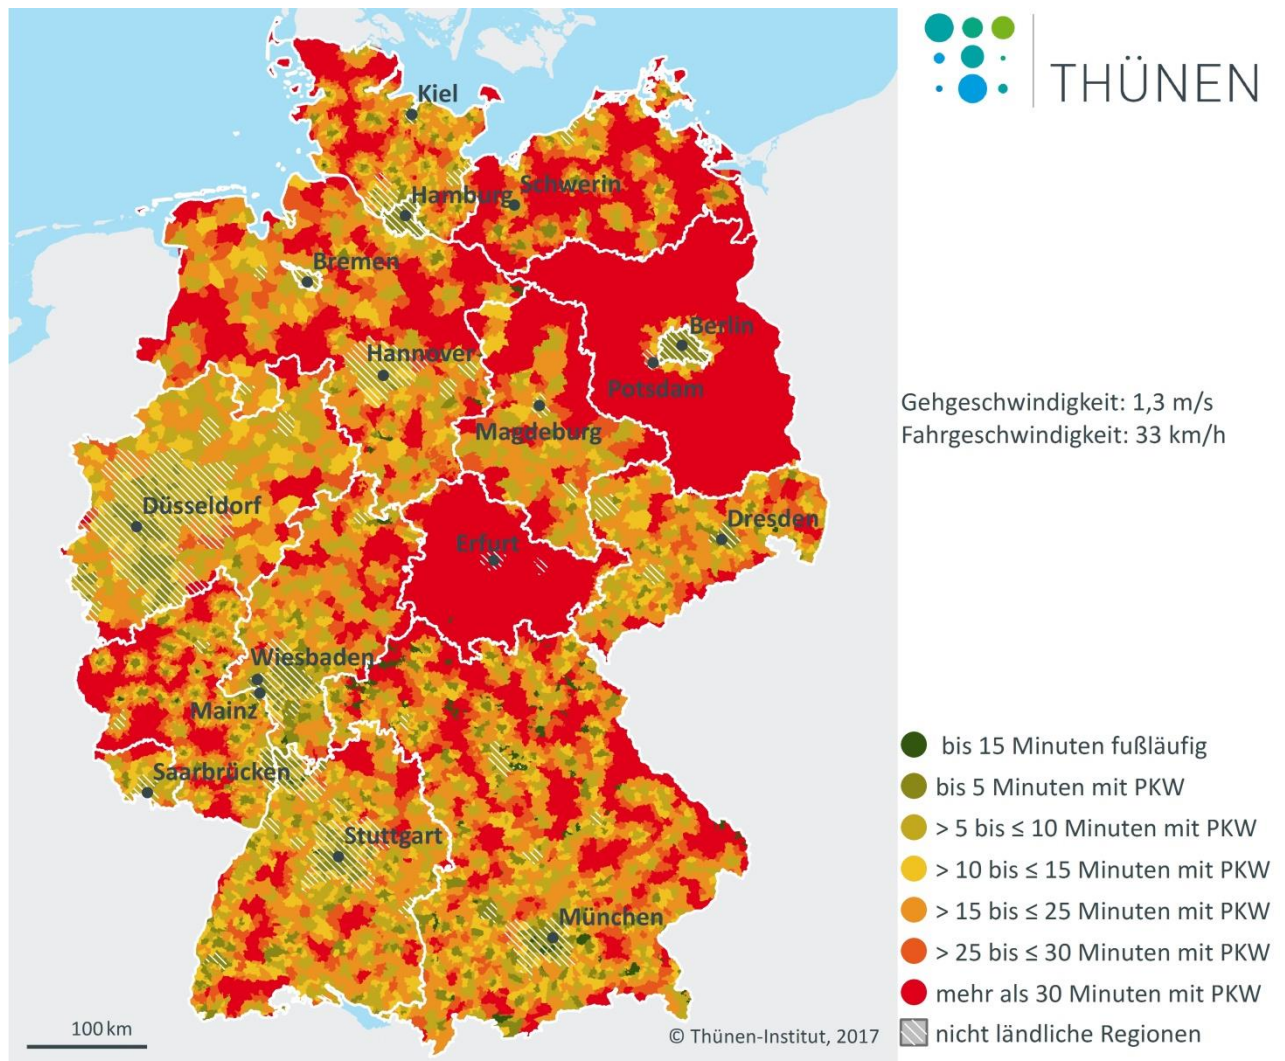 THÜNEN
Kiel
Hamburg
Schwerin
Bremen
Berlin
Hannover
Potsdam
Magdeburg
Gehgeschwindigkeit: 1,3 m/s
Fahrgeschwindigkeit: 33 km/h
Düsseldorf
Dresden
Erfurt
Wiesbaden
Mainz
Saarbrücken
Stuttgart
München
bis 15 Minuten fußläufig
bis 5 Minuten mit PKW
> 5 bis ≤ 10 Minuten mit PKW
> 10 bis ≤ 15 Minuten mit PKW
> 15 bis ≤ 25 Minuten mit PKW
> 25 bis ≤ 30 Minuten mit PKW
mehr als 30 Minuten mit PKW
nicht ländliche Regionen
100 km
© Thünen-Institut, 2017